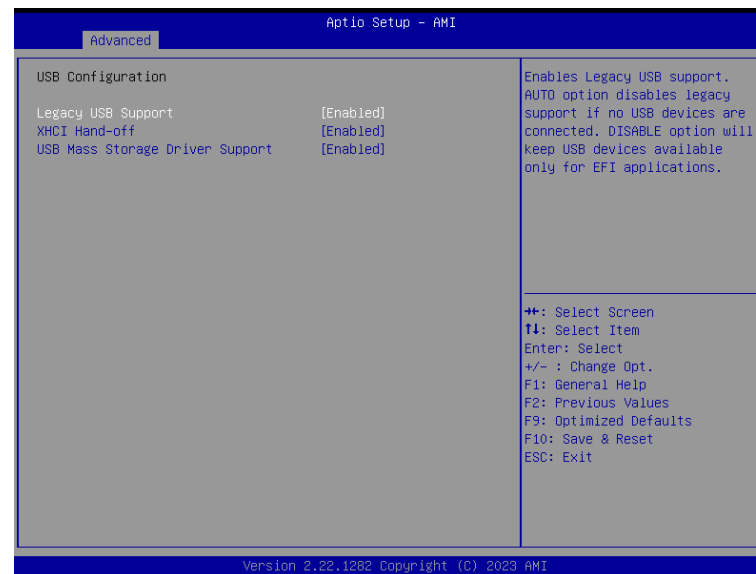 Aptio Setup - AMI
Advanced
USB Configuration
Legacy USB Support [Enabled]
XHCI Hand-off [Enabled]
USB Mass Storage Driver Support [Enabled]
Enables Legacy USB support.
AUTO option disables legacy
support if no USB devices are
connected. DISABLE option will
keep USB devices available
only for EFI applications.
→←: Select Screen
↑↓: Select Item
Enter: Select
+/- : Change Opt.
F1: General Help
F2: Previous Values
F9: Optimized Defaults
F10: Save & Reset
ESC: Exit
Version 2.22.1282 Copyright (C) 2023 AMI